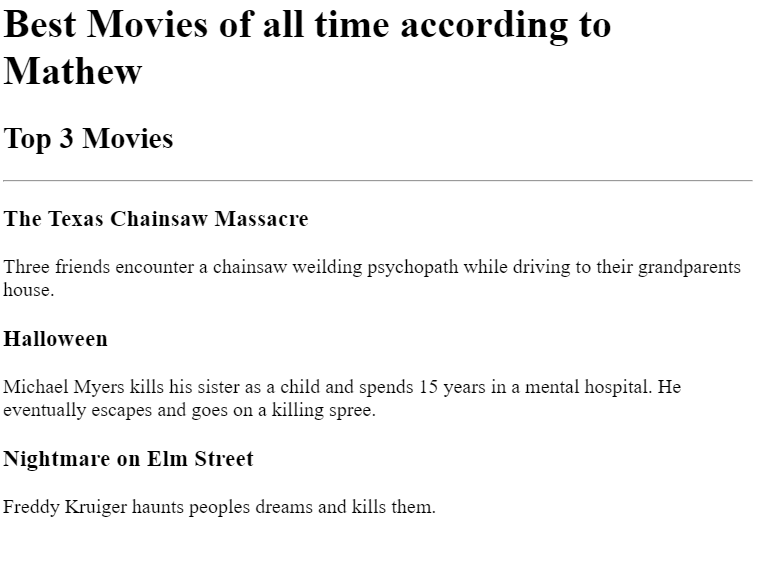 Best Movies of all time according to
Mathew
Top 3 Movies
The Texas Chainsaw Massacre
Three friends encounter a chainsaw weilding psychopath while driving to their grandparents
house.
Halloween
Michael Myers kills his sister as a child and spends 15 years in a mental hospital. He
eventually escapes and goes on a killing spree.
Nightmare on Elm Street
Freddy Kruiger haunts peoples dreams and kills them.